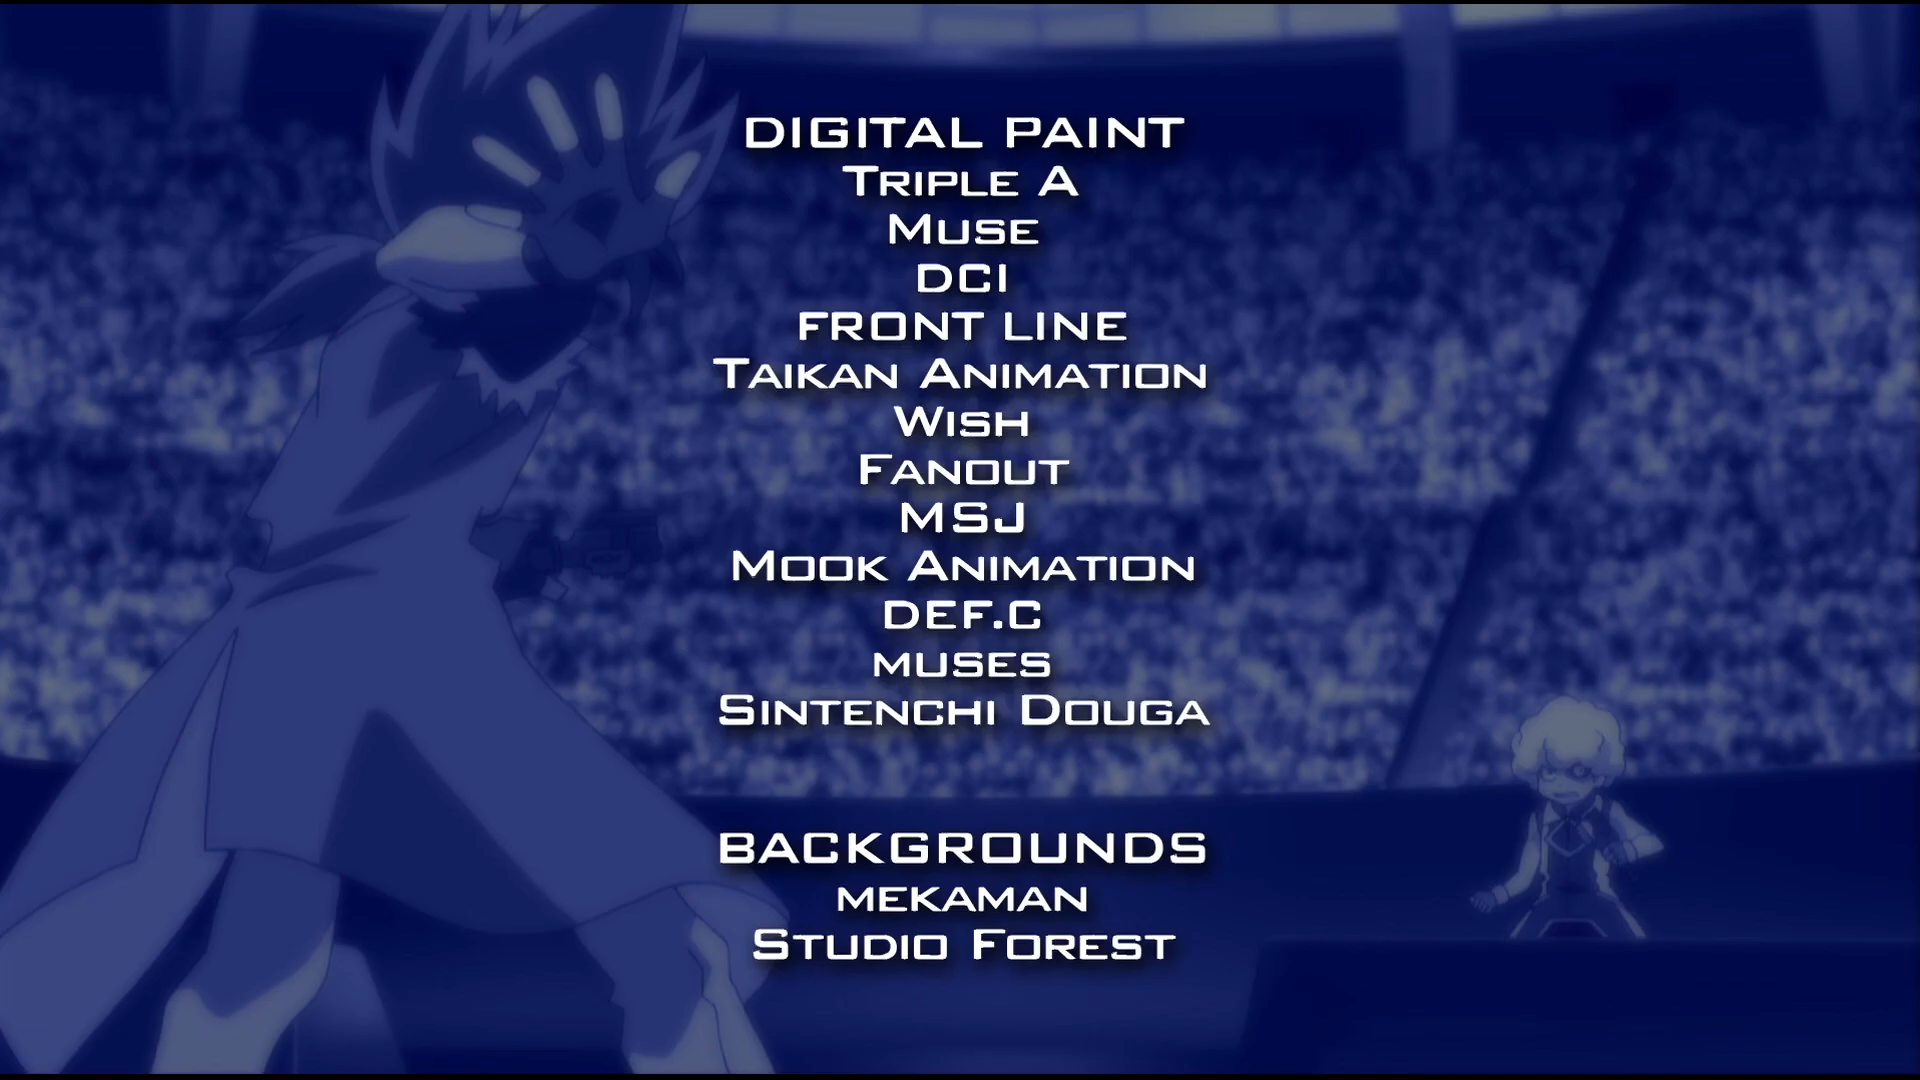 DIGITAL PAINT
Triple A
Muse
DCI
FRONT LINE
Taikan Animation
Wish
Fanout
MSJ
Mook Animation
DEF.C
MUSES
Sintenchi Douga
BACKGROUNDS
MEKAMAN
Studio Forest